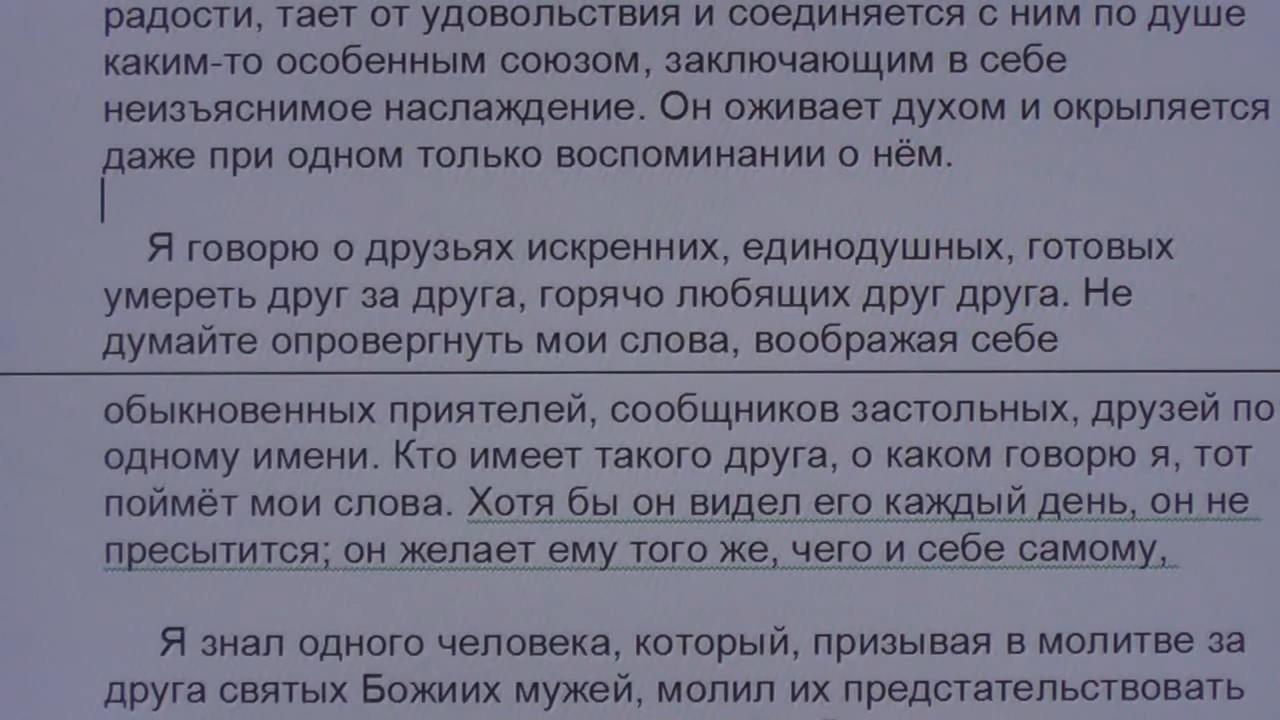 радости, тает от удовольствия и соединяется с ним по душе
каким-то особенным союзом, заключающим в себе
неизъяснимое наслаждение. Он оживает духом и окрыляется
даже при одном только воспоминании о нём.
Я говорю о друзьях искренних, единодушных, готовых
умереть друг за друга, горячо любящих друг друга. Не
думайте опровергнуть мои слова, воображая себе
обыкновенных приятелей, сообщников застольных, друзей по
одному имени. Кто имеет такого друга, о каком говорю я, тот
поймёт мои слова. Хотя бы он видел его каждый день, он не
пресытится; он желает ему того же, чего и себе самому,
Я знал одного человека, который, призывая в молитве за
друга святых Божиих мужей, молил их предстательствовать